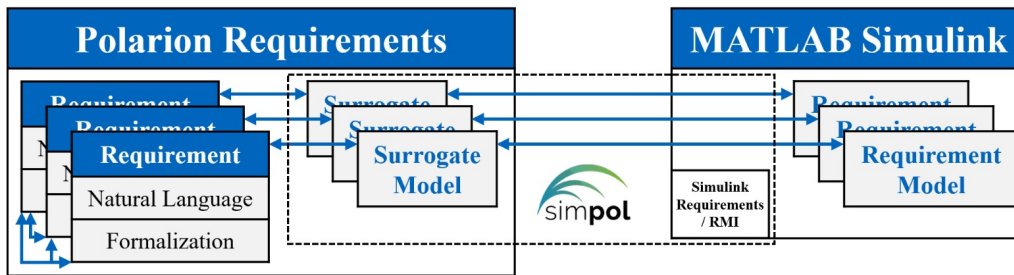 Polarion Requirements
MATLAB Simulink
Requirement
Requirement
Requirement
Natural Language
Formalization
Surrogate
Surrogate
Surrogate
Model
simpol
Simulink
Requirements
/ RMI
Requirement
Requirement
Requirement
Model